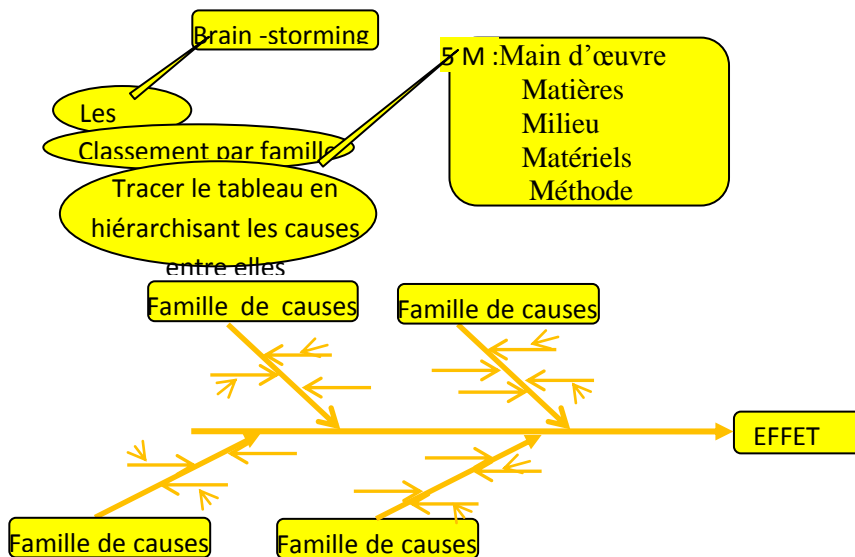 Brain -storming
5 M :Main d'œuvre
Matières
Milieu
Matériels
Méthode
Les
Classement par famille
Tracer le tableau en
hiérarchisant les causes
entre elles
Famille de causes
Famille de causes
EFFET
Famille de causes
Famille de causes